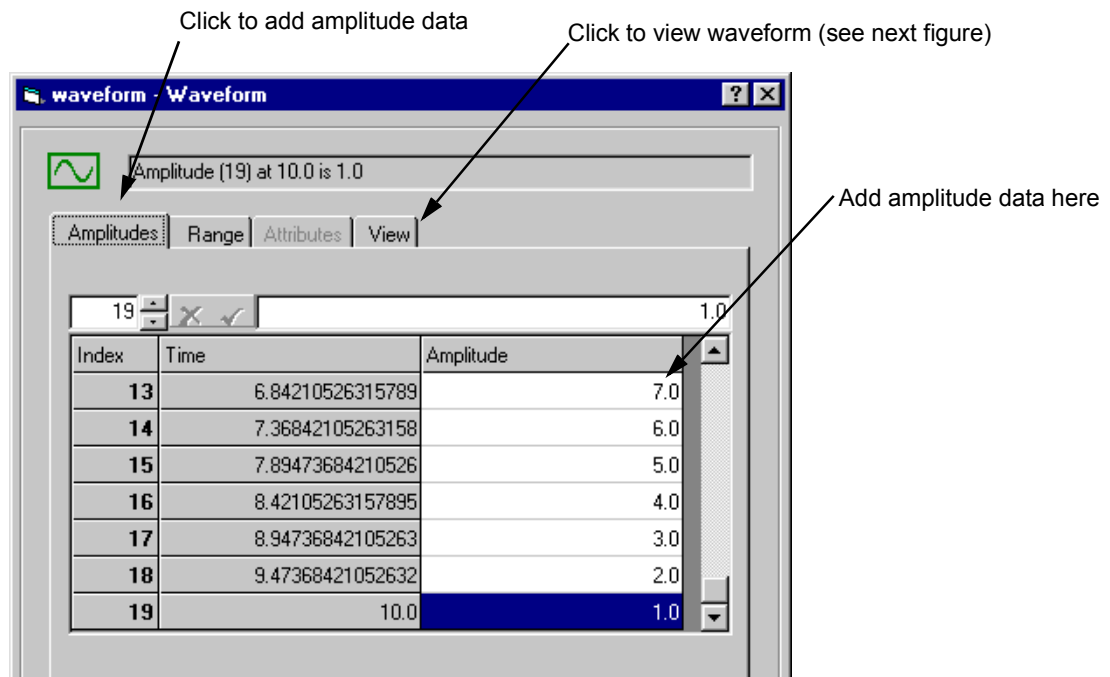 Click to add amplitude data
Click to view waveform (see next figure)
waveform - Waveform
Amplitude (19) at 10.0 is 1.0
Add amplitude data here
Amplitudes Range Attributes View
19 1.0
Index Time Amplitude
13 6.84210526315789 7.0
14 7.36842105263158 6.0
15 7.89473684210526 5.0
16 8.42105263157895 4.0
17 8.94736842105263 3.0
18 9.47368421052632 2.0
19 10.0 1.0